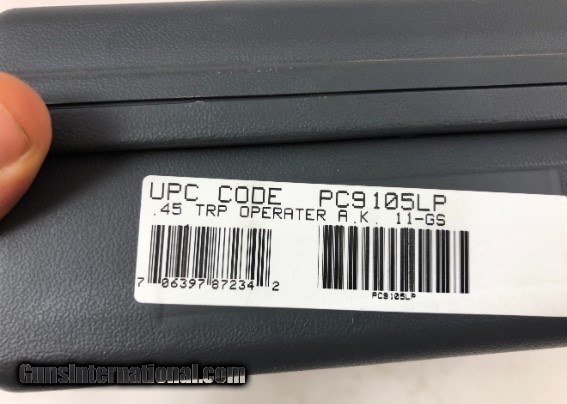 UPC CODE PC9105LP
.45 TRP OPERATER A.K. 11-GS
7 06397 87234 2
PC9105LP
GunsInternational.com